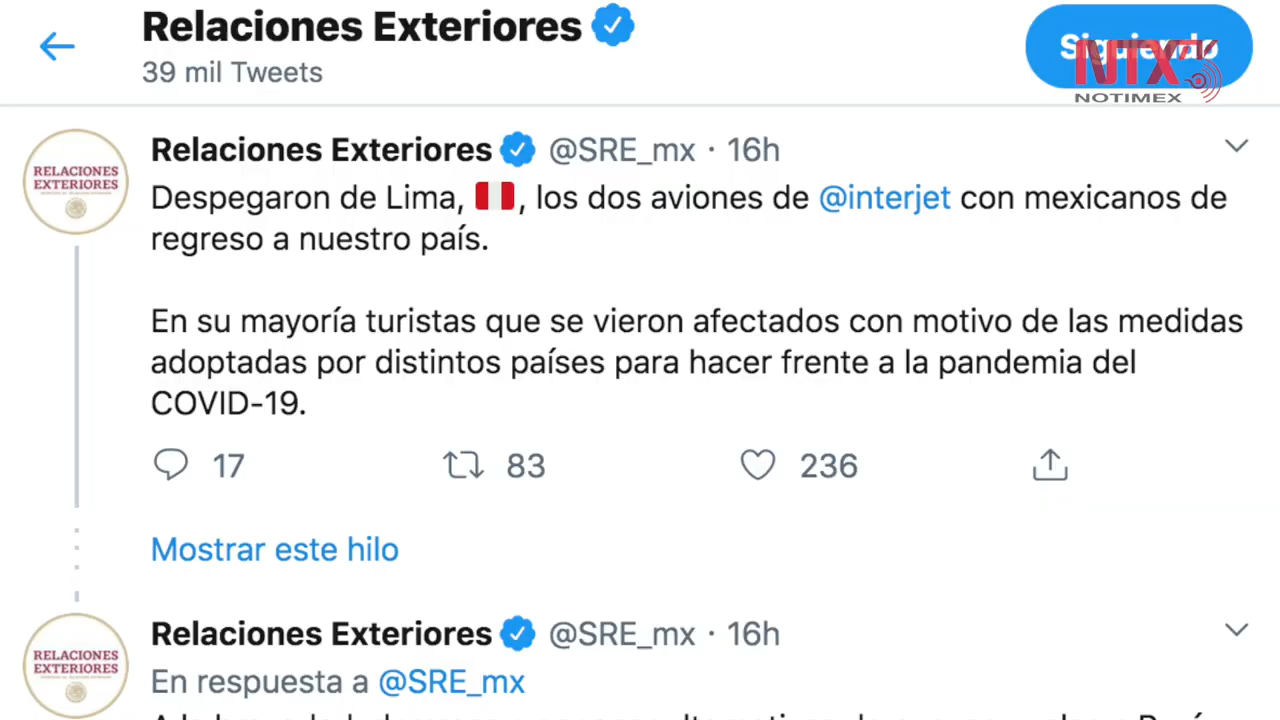 Relaciones Exteriores
39 mil Tweets
Siguiendo
NTX
NOTIMEX
RELACIONES
EXTERIORES
Relaciones Exteriores @SRE_mx · 16h
Despegaron de Lima, 🇵🇪, los dos aviones de @interjet con mexicanos de
regreso a nuestro país.
En su mayoría turistas que se vieron afectados con motivo de las medidas
adoptadas por distintos países para hacer frente a la pandemia del
COVID-19.
17 83 236
Mostrar este hilo
RELACIONES
EXTERIORES
Relaciones Exteriores @SRE_mx · 16h
En respuesta a @SRE_mx